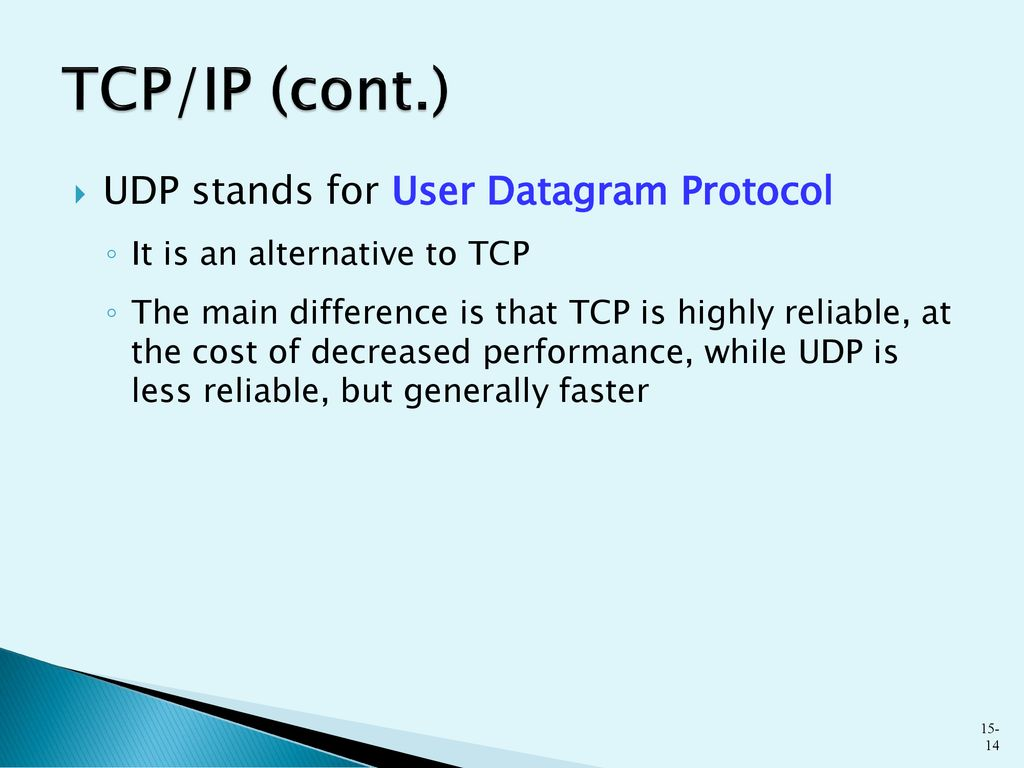 TCP/IP (cont.)
UDP stands for User Datagram Protocol
It is an alternative to TCP
The main difference is that TCP is highly reliable, at
the cost of decreased performance, while UDP is
less reliable, but generally faster
15-
14